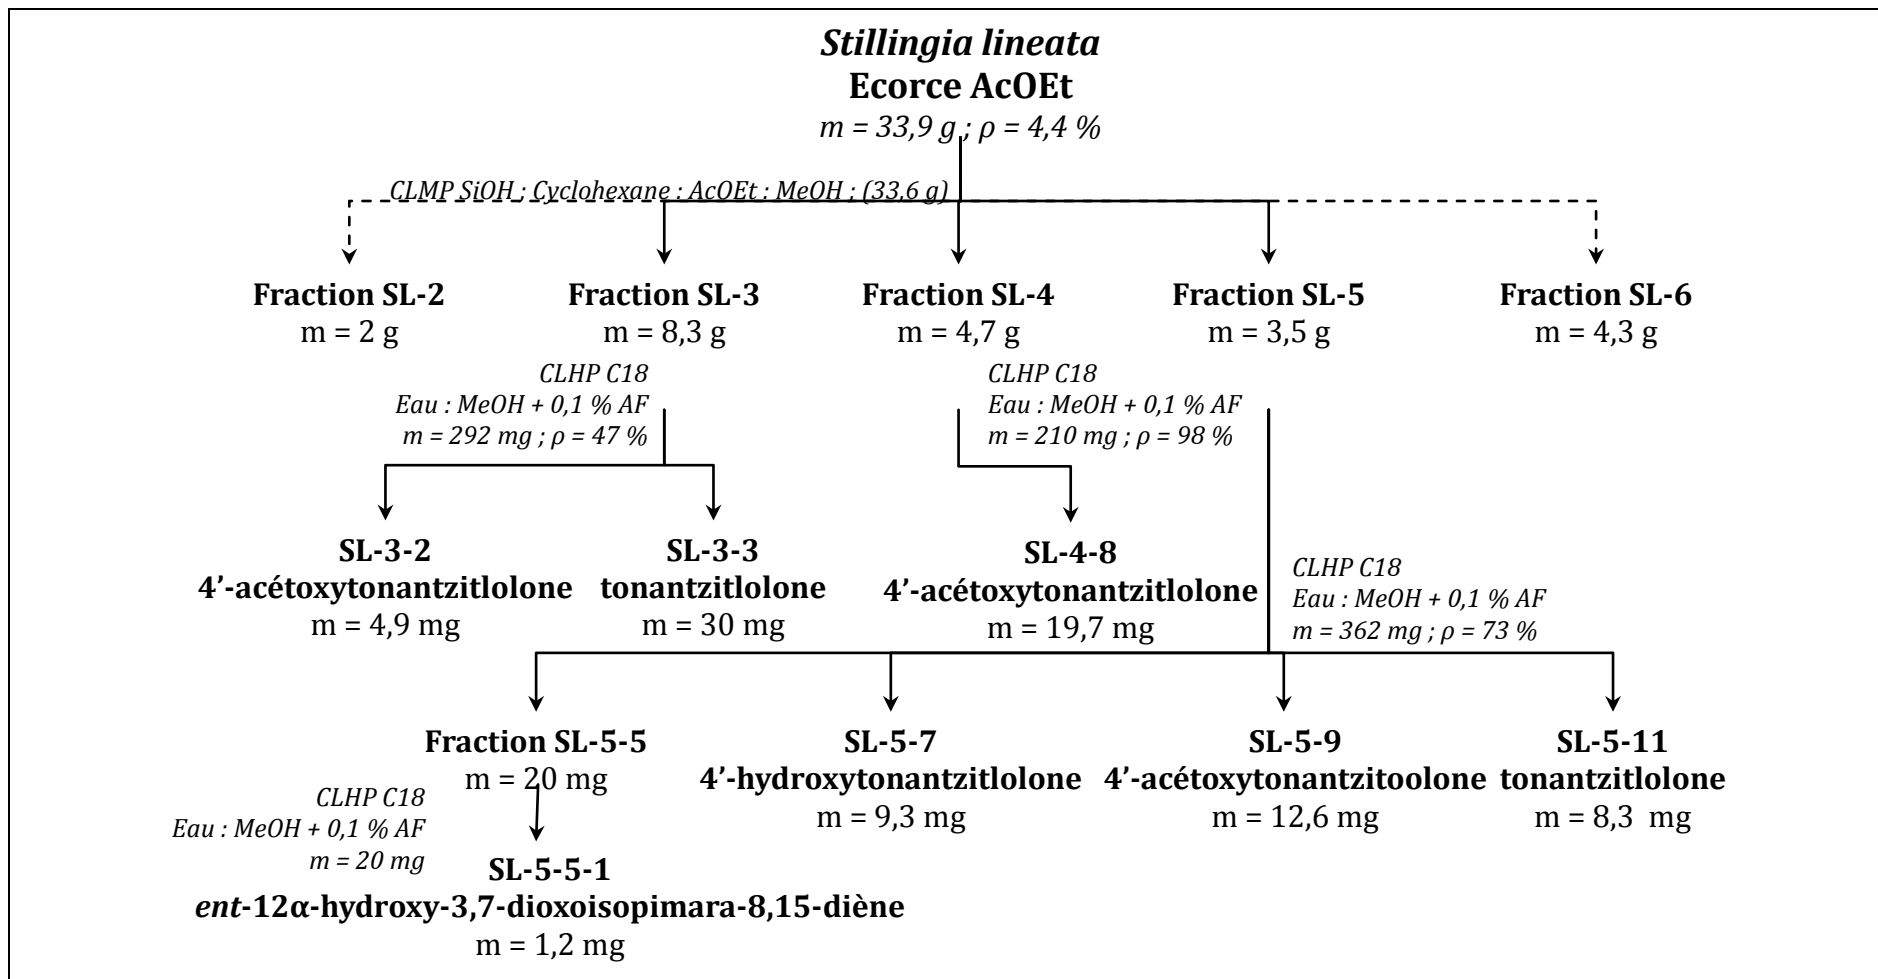 Stillingia lineata
Ecorce AcOEt
m = 33,9 g ; ρ = 4,4 %
CLMP SiOH ; Cyclohexane : AcOEt : MeOH ; (33,6 g)
Fraction SL-2
m = 2 g
Fraction SL-3
m = 8,3 g
Fraction SL-4
m = 4,7 g
Fraction SL-5
m = 3,5 g
Fraction SL-6
m = 4,3 g
CLHP C18
Eau : MeOH + 0,1 % AF
m = 292 mg ; ρ = 47 %
CLHP C18
Eau : MeOH + 0,1 % AF
m = 210 mg ; ρ = 98 %
SL-3-2
4’-acétoxytonantzitlolone
m = 4,9 mg
SL-3-3
tonantzitlolone
m = 30 mg
SL-4-8
4’-acétoxytonantzitlolone
m = 19,7 mg
CLHP C18
Eau : MeOH + 0,1 % AF
m = 362 mg ; ρ = 73 %
Fraction SL-5-5
m = 20 mg
SL-5-7
4’-hydroxytonantzitlolone
m = 9,3 mg
SL-5-9
4’-acétoxytonantzitoolone
m = 12,6 mg
SL-5-11
tonantzitlolone
m = 8,3 mg
CLHP C18
Eau : MeOH + 0,1 % AF
m = 20 mg
SL-5-5-1
ent-12α-hydroxy-3,7-dioxoisopimara-8,15-diène
m = 1,2 mg